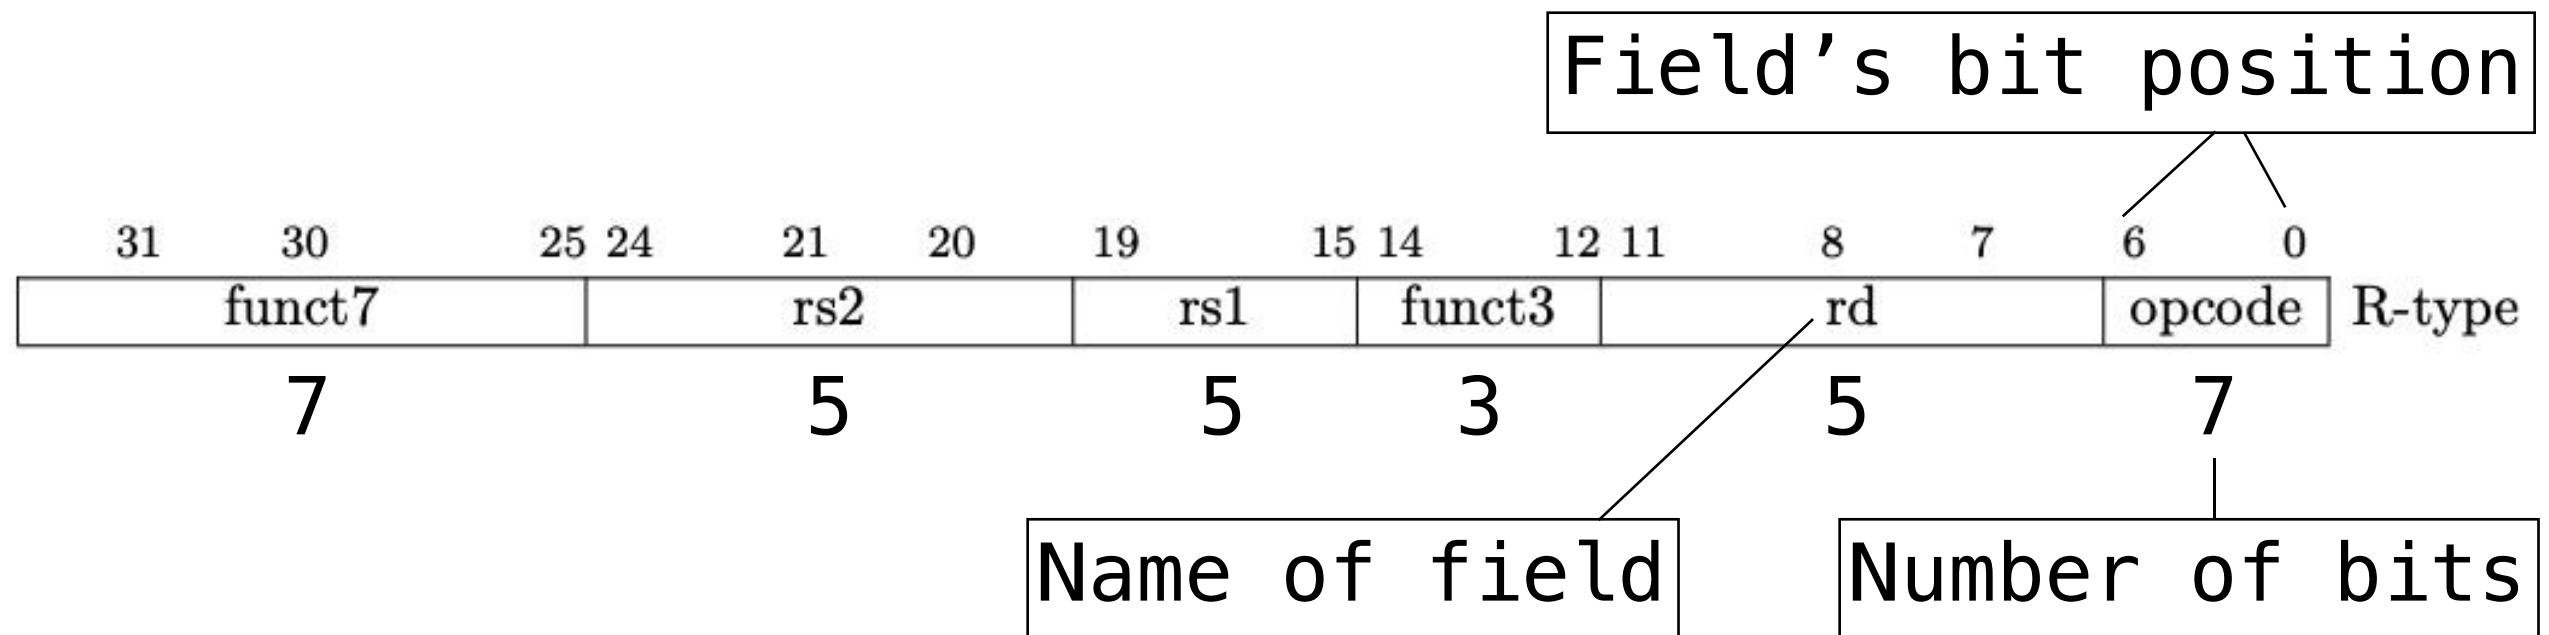 Field’s bit position
31 30 25 24 21 20 19 15 14 12 11 8 7 6 0
funct7 rs2 rs1 funct3 rd opcode R-type
7 5 5 3 5 7
Name of field Number of bits